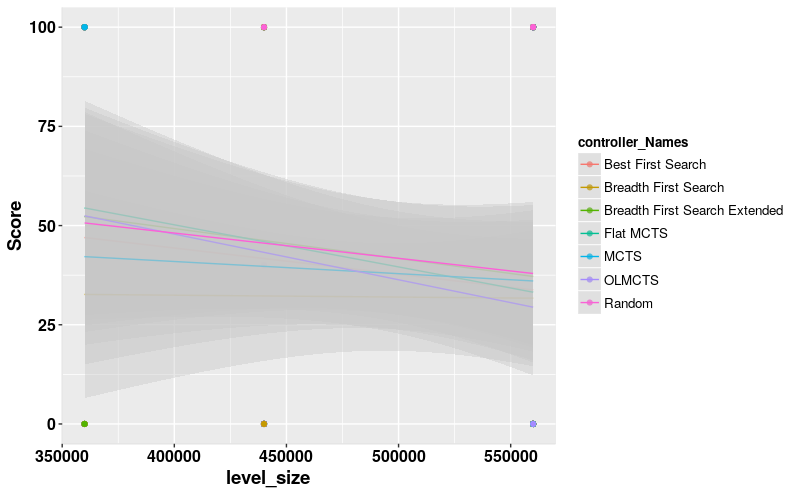 100
75
50
25
0
Score
350000 400000 450000 500000 550000
level_size
controller_Names
Best First Search
Breadth First Search
Breadth First Search Extended
Flat MCTS
MCTS
OLMCTS
Random